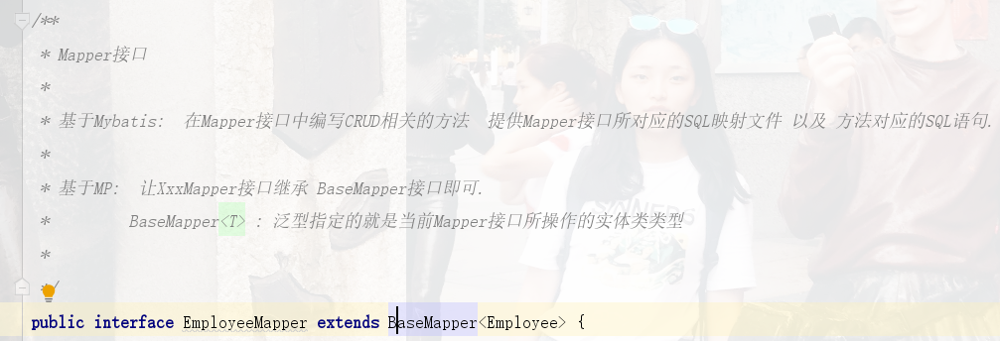 /**
* Mapper接口
*
* 基于Mybatis: 在Mapper接口中编写CRUD相关的方法 提供Mapper接口所对应的SQL映射文件 以及 方法对应的SQL语句.
*
* 基于MP: 让XxxMapper接口继承 BaseMapper接口即可.
* BaseMapper<T> : 泛型指定的就是当前Mapper接口所操作的实体类类型
*
*/
public interface EmployeeMapper extends BaseMapper<Employee> {